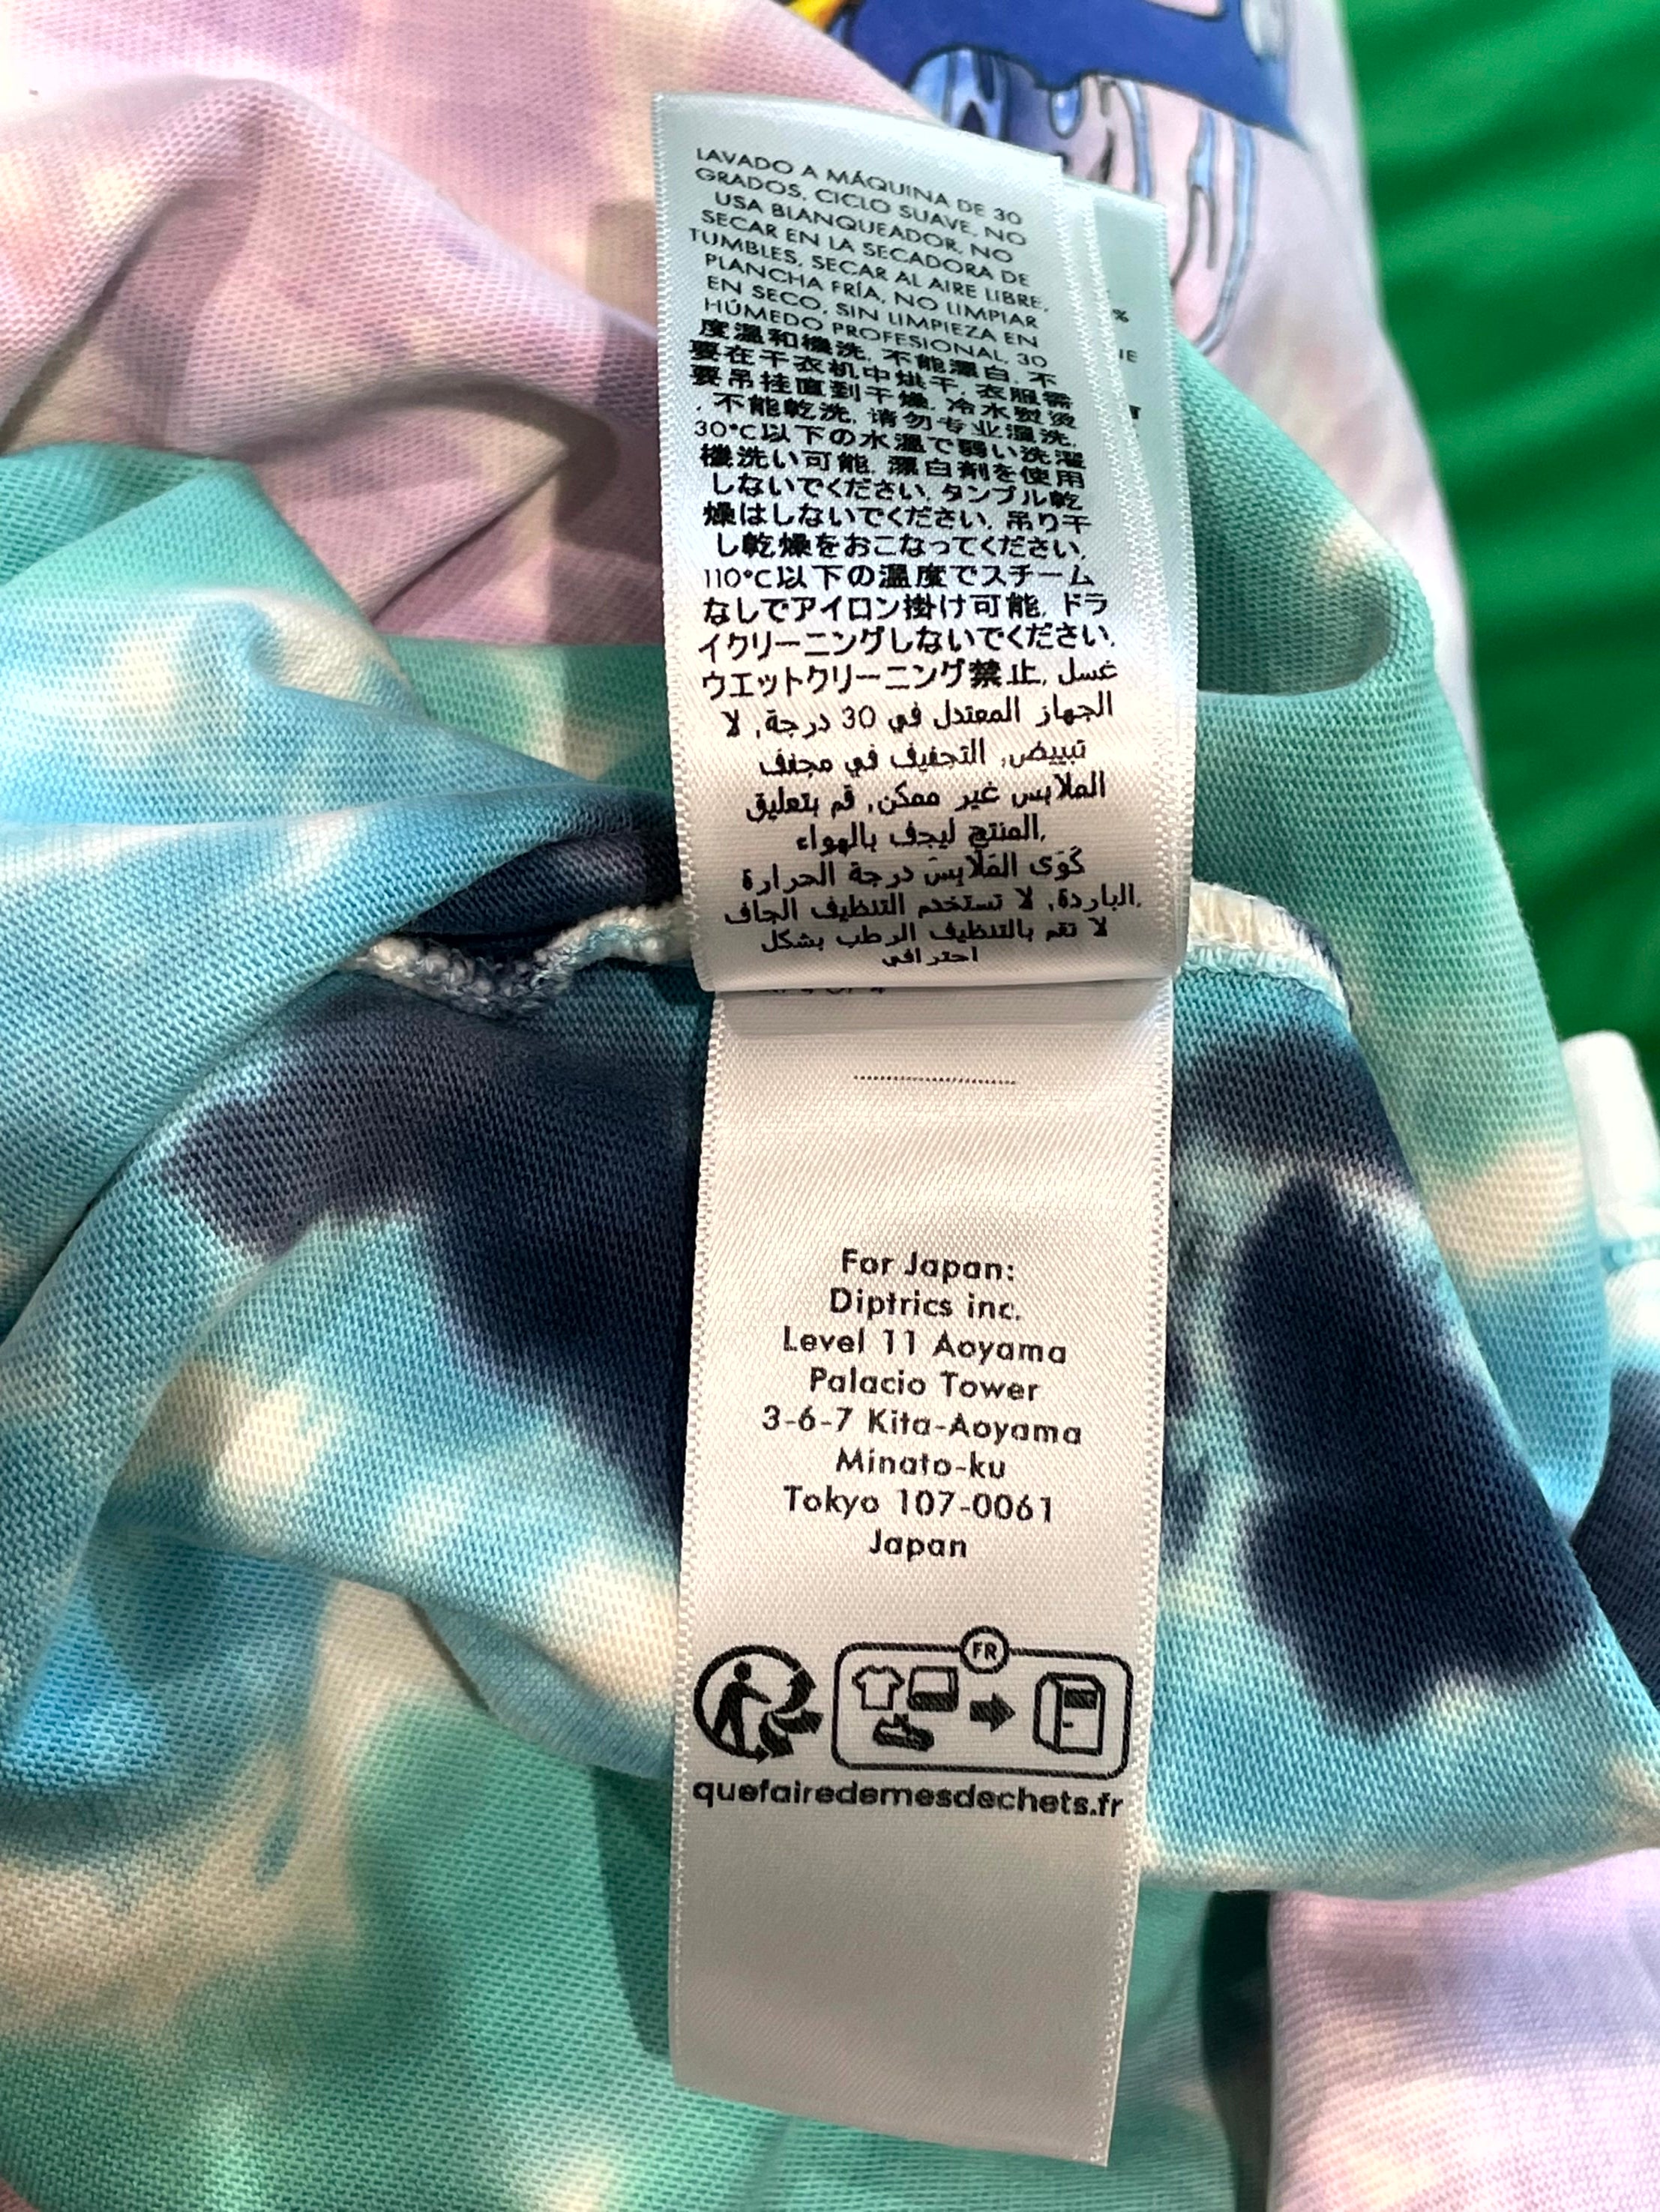 LAVADO A MÁQUINA DE 30
GRADOS, CICLO SUAVE, NO
USA BLANQUEADOR, NO
SECAR EN LA SECADORA DE
TUMBLES, SECAR AL AIRE LIBRE,
PLANCHA FRÍA, NO LIMPIAR
EN SECO, SIN LIMPIEZA EN
HÚMEDO PROFESIONAL, 30
度溫和機洗, 不能漂白, 不
要在干衣机中烘干, 衣服需
要吊挂直到干燥, 冷水熨烫
, 不能乾洗, 请勿专业湿洗,
30°C以下の水温で弱い洗濯
機洗い可能, 漂白剤を使用
しないでください, タンブル乾
燥はしないでください, 吊り干
し乾燥をおこなってください,
110°C以下の温度でスチーム
なしでアイロン掛け可能, ドラ
イクリーニングしないでください,
ウエットクリーニング禁止, غسل
الجهاز المعتدل في 30 درجة, لا
تبييض, التجفيف في مجفف
الملابس غير ممكن, قم بتعليق
المنتج ليجف بالهواء,
كَوَى المَلَابِسَ درجة الحرارة
الباردة, لا تستخدم التنظيف الجاف,
لا تقم بالتنظيف الرطب بشكل
احترافي
%
For Japan:
Diptrics inc.
Level 11 Aoyama
Palacio Tower
3-6-7 Kita-Aoyama
Minato-ku
Tokyo 107-0061
Japan
FR
quefairedemesdechets.fr